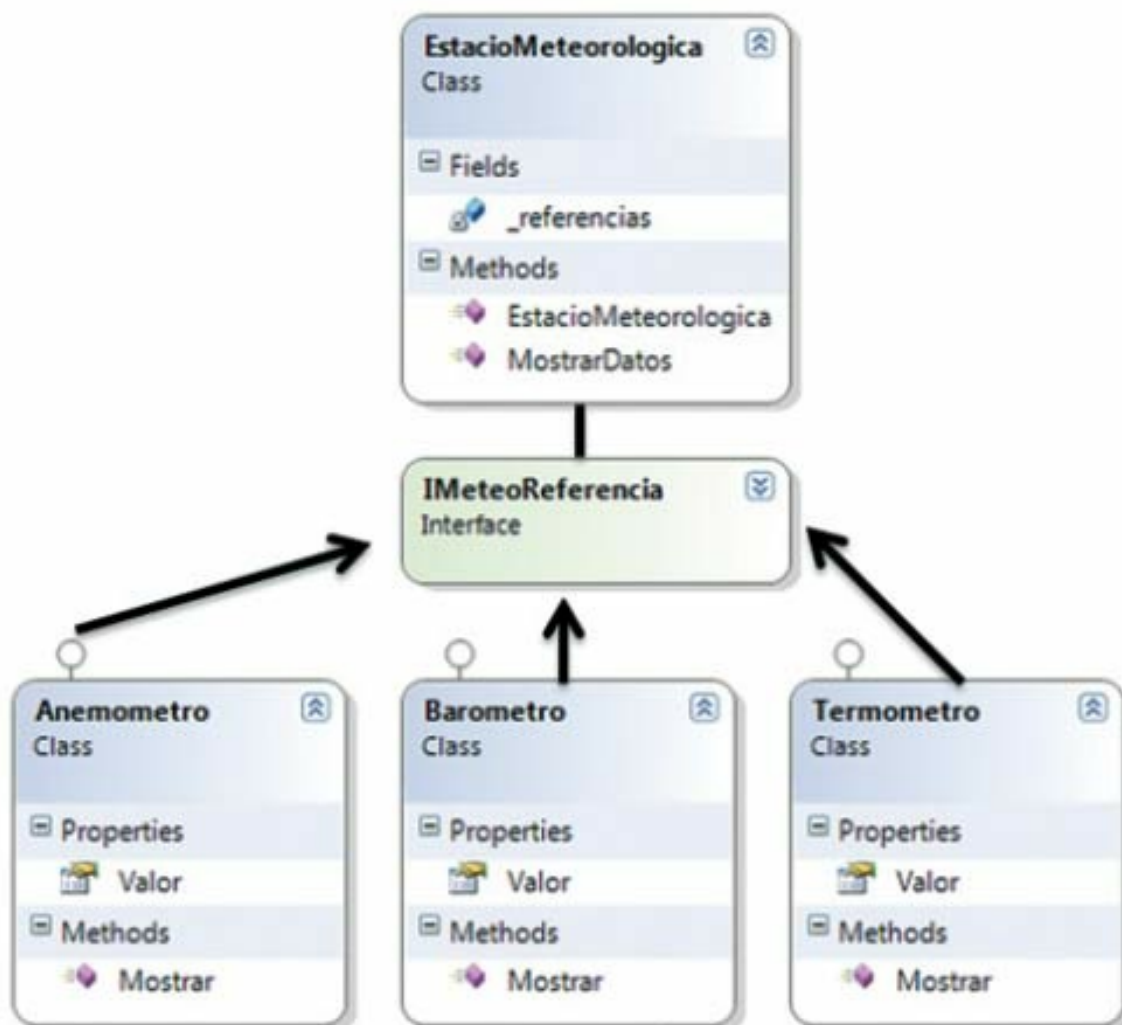 EstacioMeteorologica
Class
Fields
_referencias
Methods
EstacioMeteorologica
MostrarDatos
IMeteoReferencia
Interface
Anemometro
Class
Properties
Valor
Methods
Mostrar
Barometro
Class
Properties
Valor
Methods
Mostrar
Termometro
Class
Properties
Valor
Methods
Mostrar